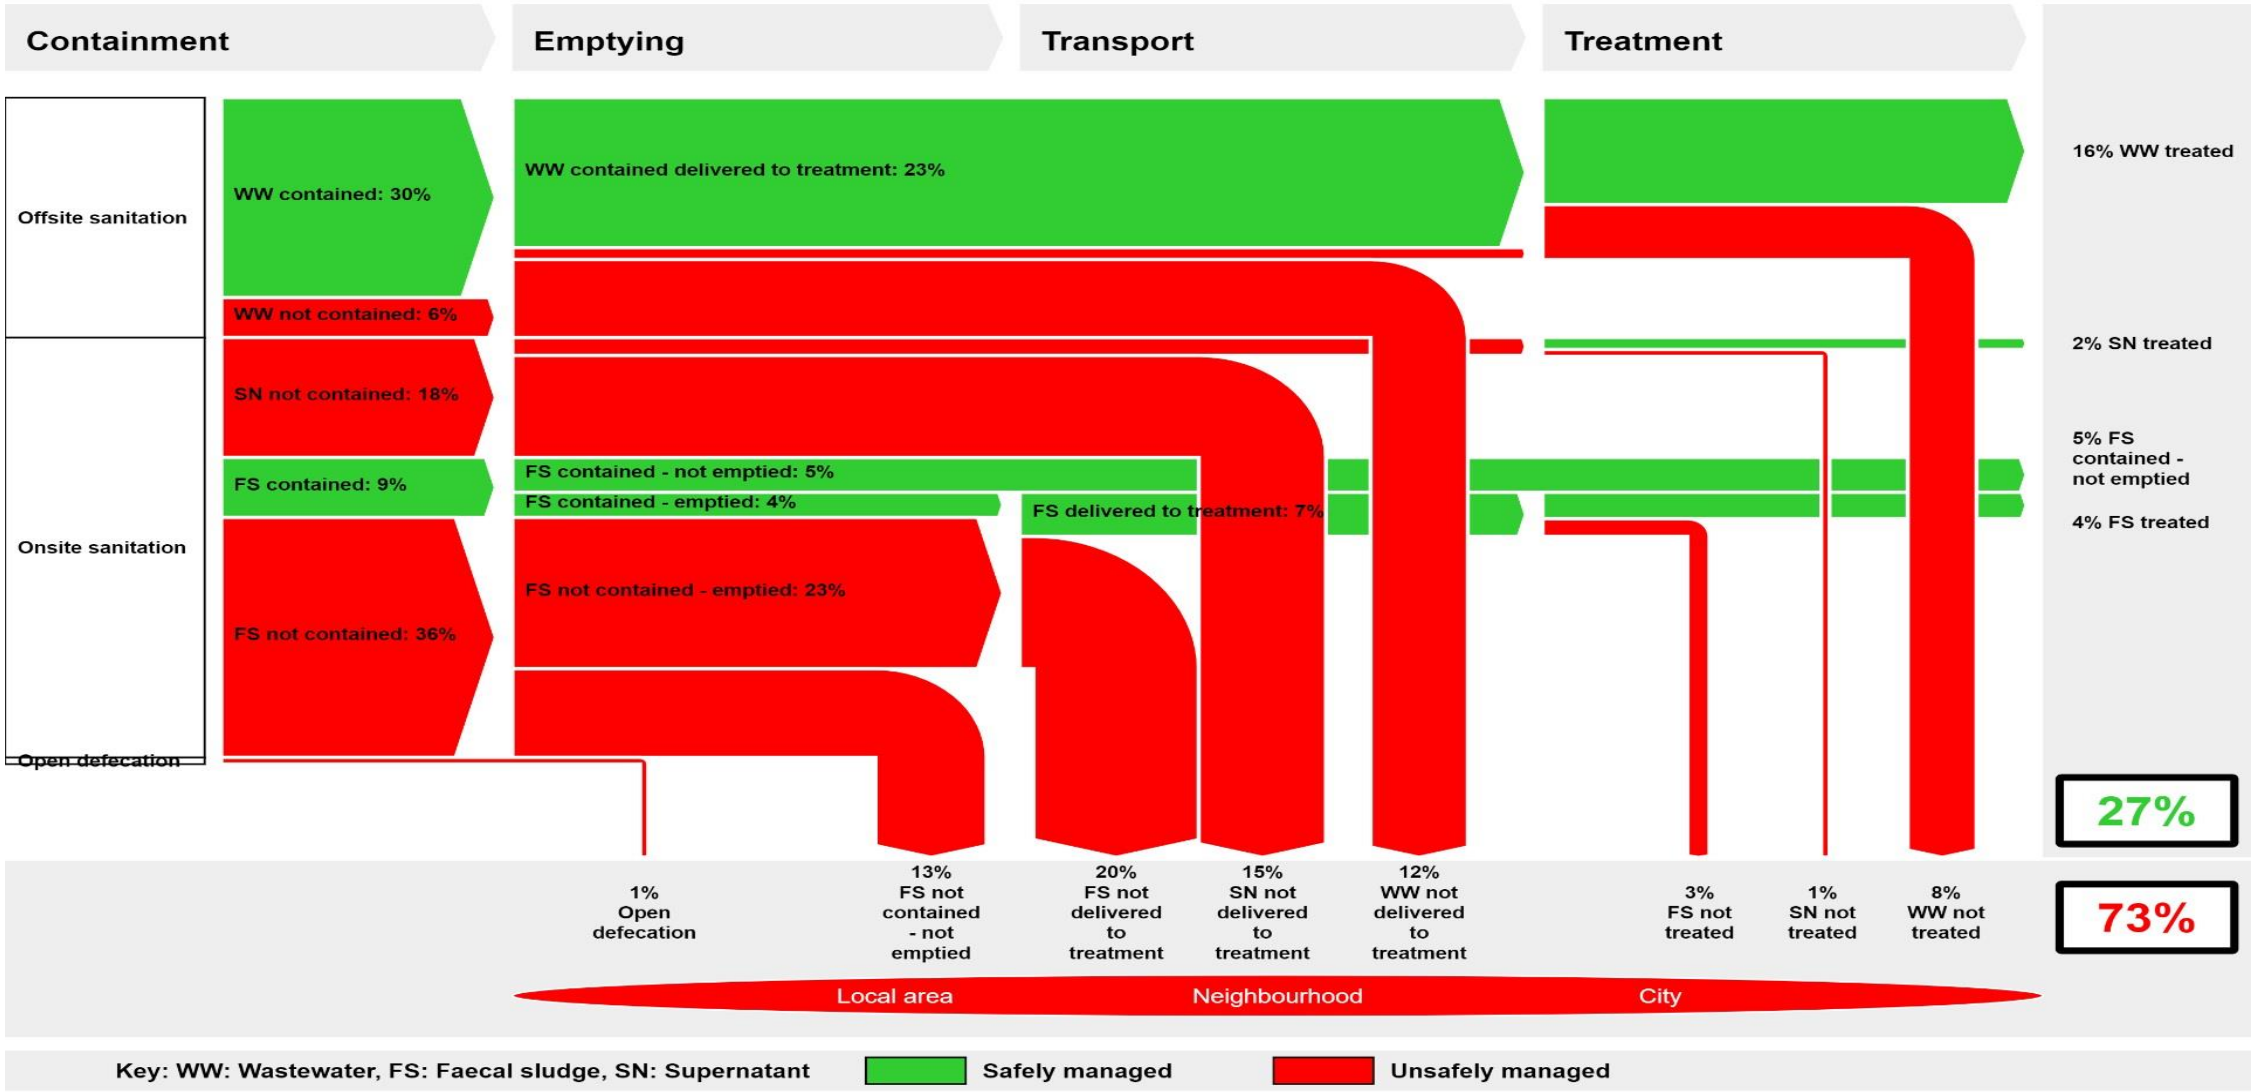 Containment
Emptying
Transport
Treatment
Offsite sanitation
WW contained: 30%
WW contained delivered to treatment: 23%
16% WW treated
WW not contained: 6%
2% SN treated
SN not contained: 18%
5% FS
contained -
not emptied
FS contained: 9%
FS contained - not emptied: 5%
FS contained - emptied: 4%
FS delivered to treatment: 7%
4% FS treated
Onsite sanitation
FS not contained - emptied: 23%
FS not contained: 36%
Open defecation
27%
1%
Open
defecation
13%
FS not
contained
- not
emptied
20%
FS not
delivered
to
treatment
15%
SN not
delivered
to
treatment
12%
WW not
delivered
to
treatment
3%
FS not
treated
1%
SN not
treated
8%
WW not
treated
73%
Local area
Neighbourhood
City
Key: WW: Wastewater, FS: Faecal sludge, SN: Supernatant
Safely managed
Unsafely managed